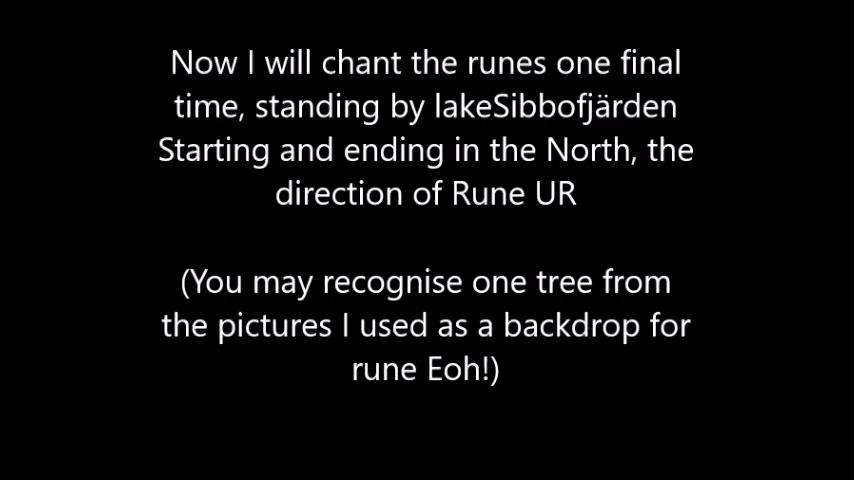 Now I will chant the runes one final
time, standing by lakeSibbofjärden
Starting and ending in the North, the
direction of Rune UR
(You may recognise one tree from
the pictures I used as a backdrop for
rune Eoh!)